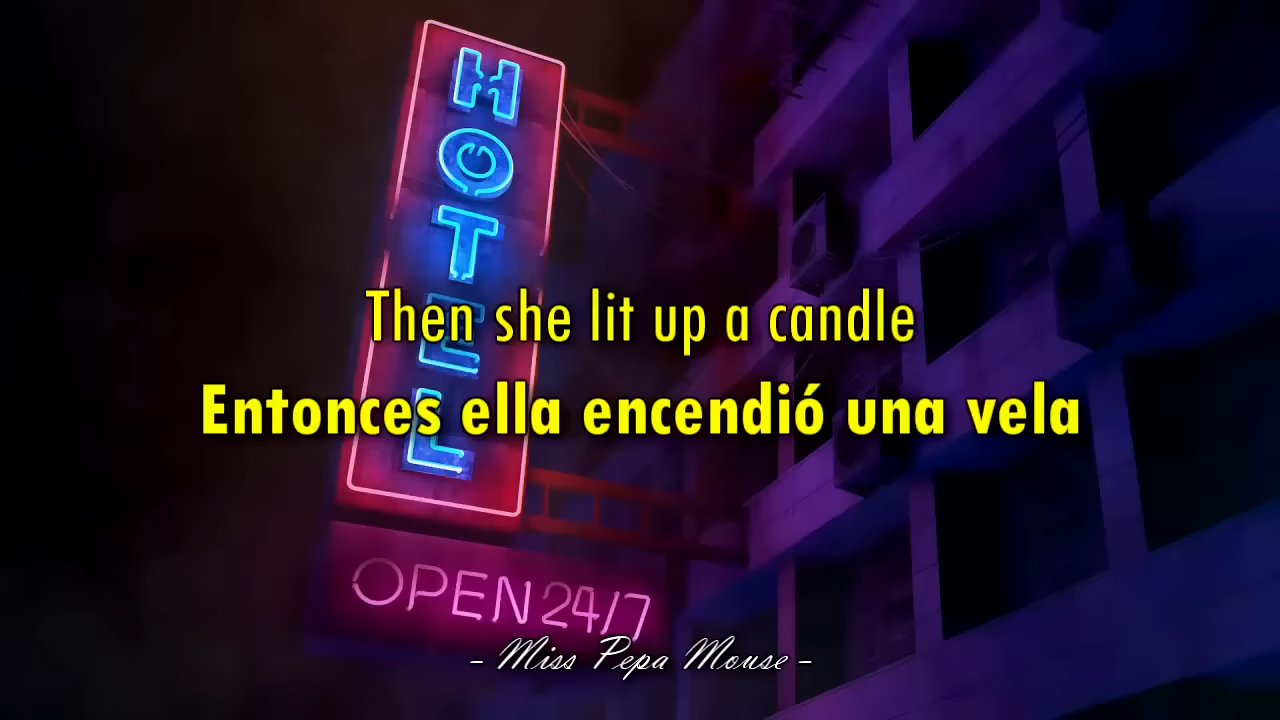 HOTEL
Then she lit up a candle
Entonces ella encendió una vela
OPEN 24/7
- Miss Pepa Mouse -